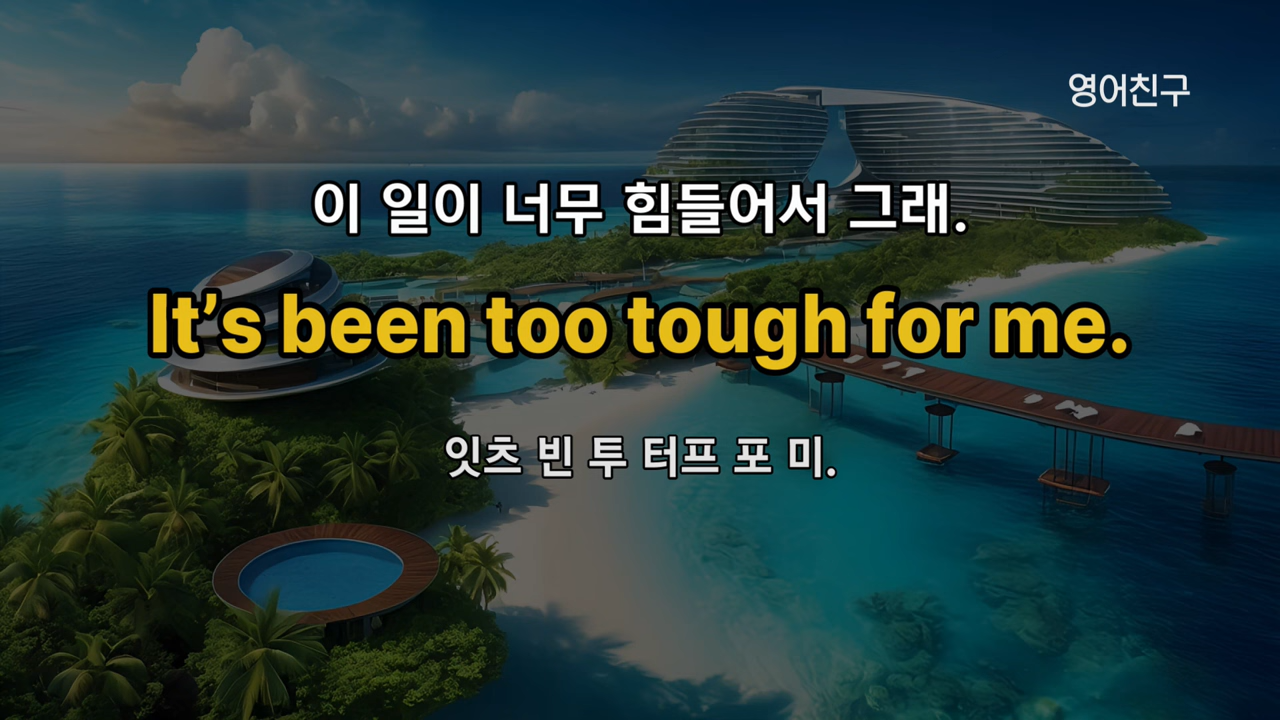 영어친구
이 일이 너무 힘들어서 그래.
It’s been too tough for me.
잇츠 빈 투 터프 포 미.